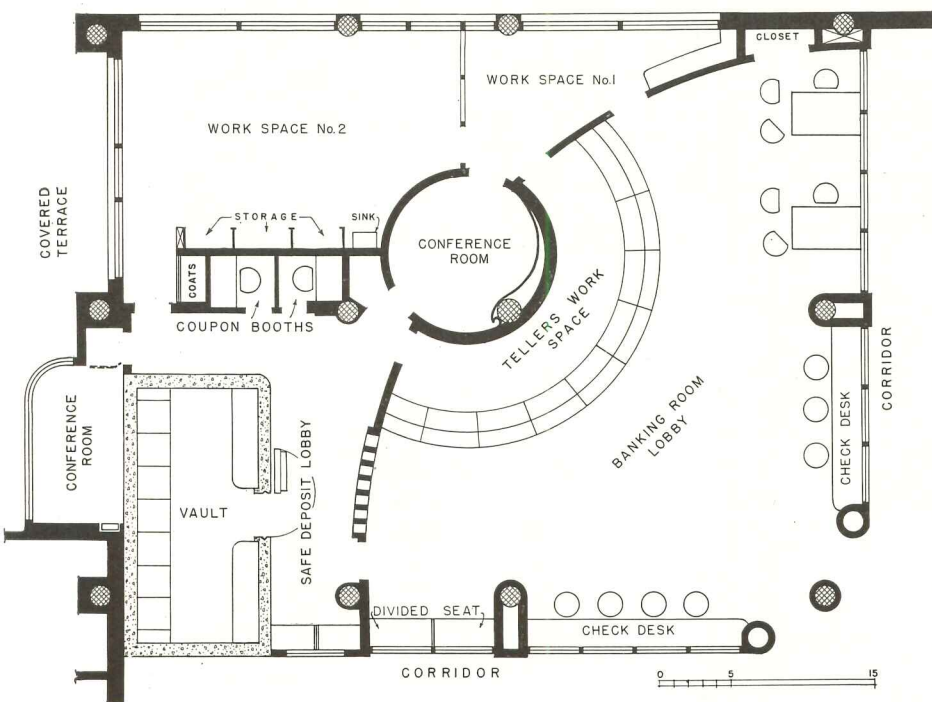 CLOSET
WORK SPACE No.1
WORK SPACE No.2
COVERED
TERRACE
STORAGE
SINK
CONFERENCE
ROOM
COATS
COUPON BOOTHS
TELLERS WORK
SPACE
BANKING ROOM
LOBBY
CORRIDOR
CHECK DESK
CONFERENCE
ROOM
VAULT
SAFE DEPOSIT LOBBY
DIVIDED SEAT
CHECK DESK
CORRIDOR
0 5 15